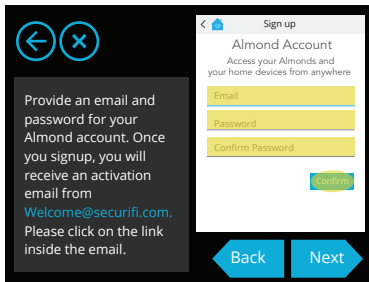 Provide an email and
password for your
Almond account. Once
you signup, you will
receive an activation
email from
Welcome@securifi.com.
Please click on the link
inside the email.
Sign up
Almond Account
Access your Almonds and
your home devices from anywhere
Email
Password
Confirm Password
Confirm
Back
Next